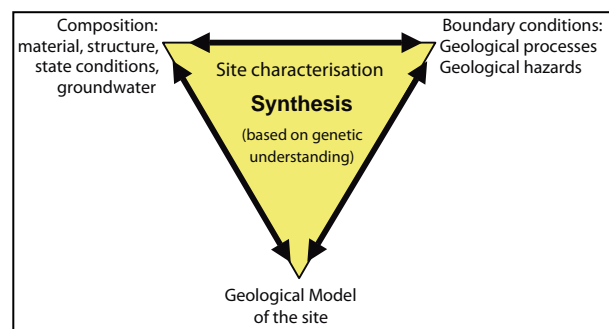 Composition:
material, structure,
state conditions,
groundwater
Boundary conditions:
Geological processes
Geological hazards
Site characterisation
Synthesis
(based on genetic
understanding)
Geological Model
of the site